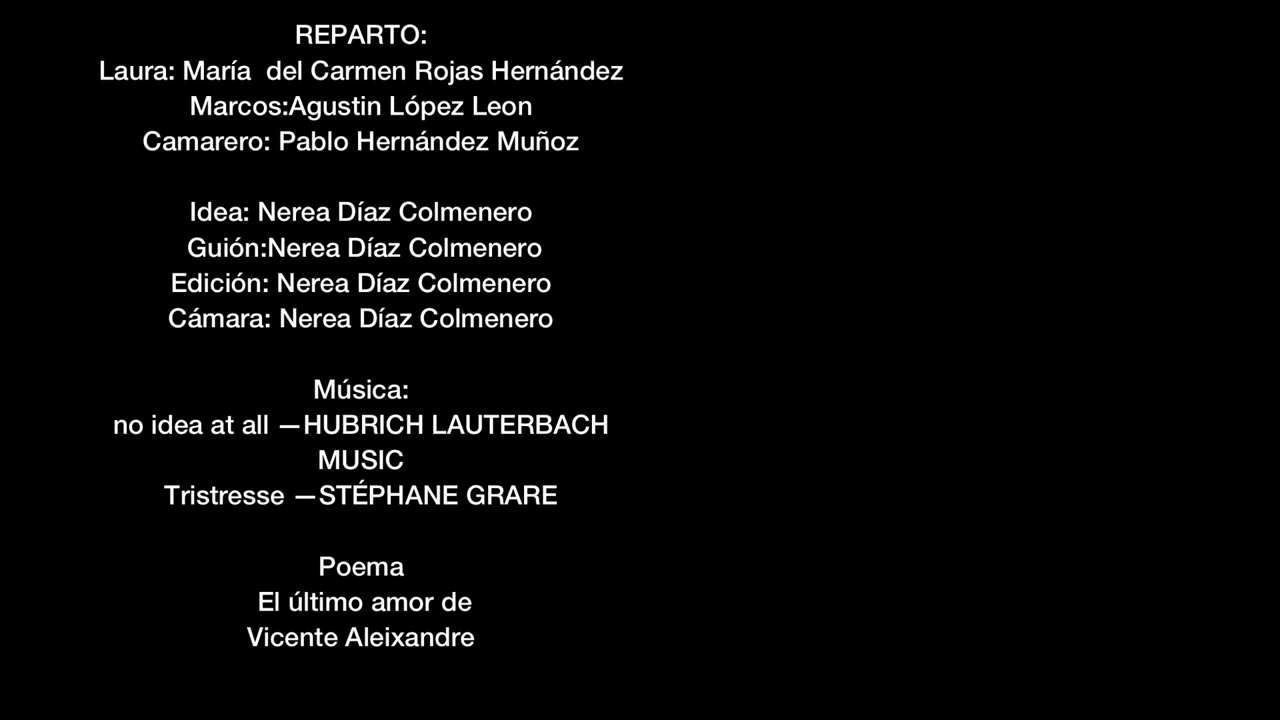 REPARTO:
Laura: María  del Carmen Rojas Hernández
Marcos:Agustin López Leon
Camarero: Pablo Hernández Muñoz
Idea: Nerea Díaz Colmenero
Guión:Nerea Díaz Colmenero
Edición: Nerea Díaz Colmenero
Cámara: Nerea Díaz Colmenero
Música:
no idea at all —HUBRICH LAUTERBACH
MUSIC
Tristresse —STÉPHANE GRARE
Poema
El último amor de
Vicente Aleixandre